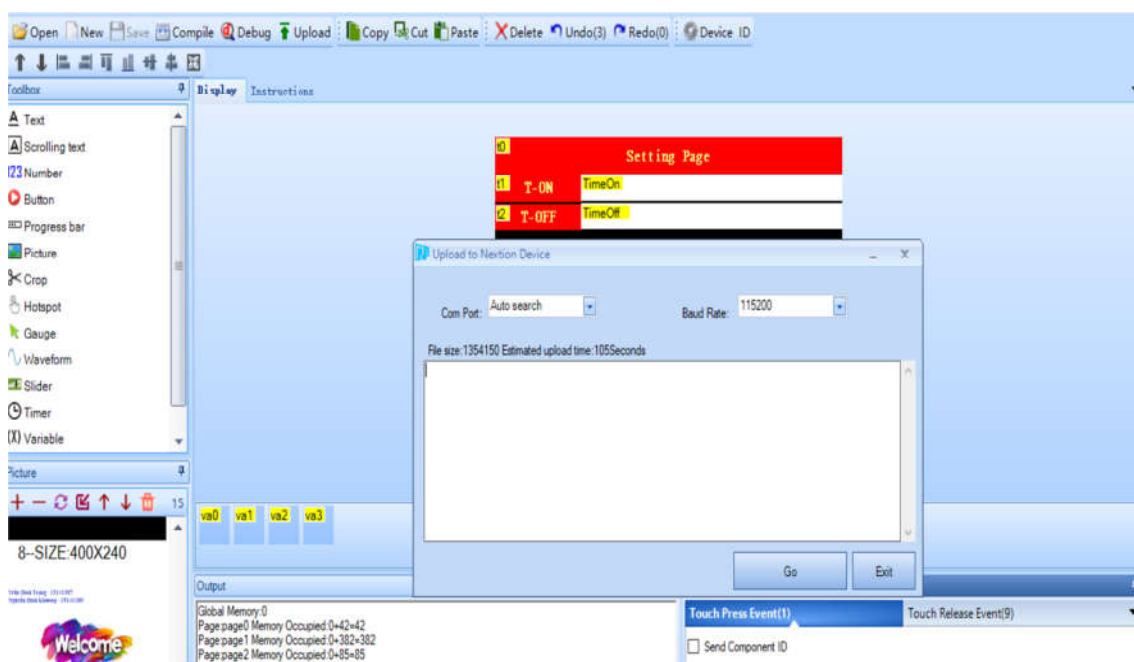 Open New Save Compile Debug Upload Copy Cut Paste Delete Undo(3) Redo(0) Device ID
Toolbox
Display Instructions
A Text
A Scrolling text
123 Number
Button
Progress bar
Picture
Crop
Hotspot
Gauge
Waveform
Slider
Timer
(X) Variable
t0 Setting Page
t1 T-ON TimeOn
t2 T-OFF TimeOff
Upload to Nextion Device
Com Port: Auto search Baud Rate: 115200
File size:1354150 Estimated upload time:105Seconds
Go Exit
Picture
15
8--SIZE:400X240
Welcome
va0 va1 va2 va3
Output
Global Memory:0
Page:page0 Memory Occupied:0+42=42
Page:page1 Memory Occupied:0+382=382
Page:page2 Memory Occupied:0+85=85
Touch Press Event(1) Touch Release Event(9)
Send Component ID